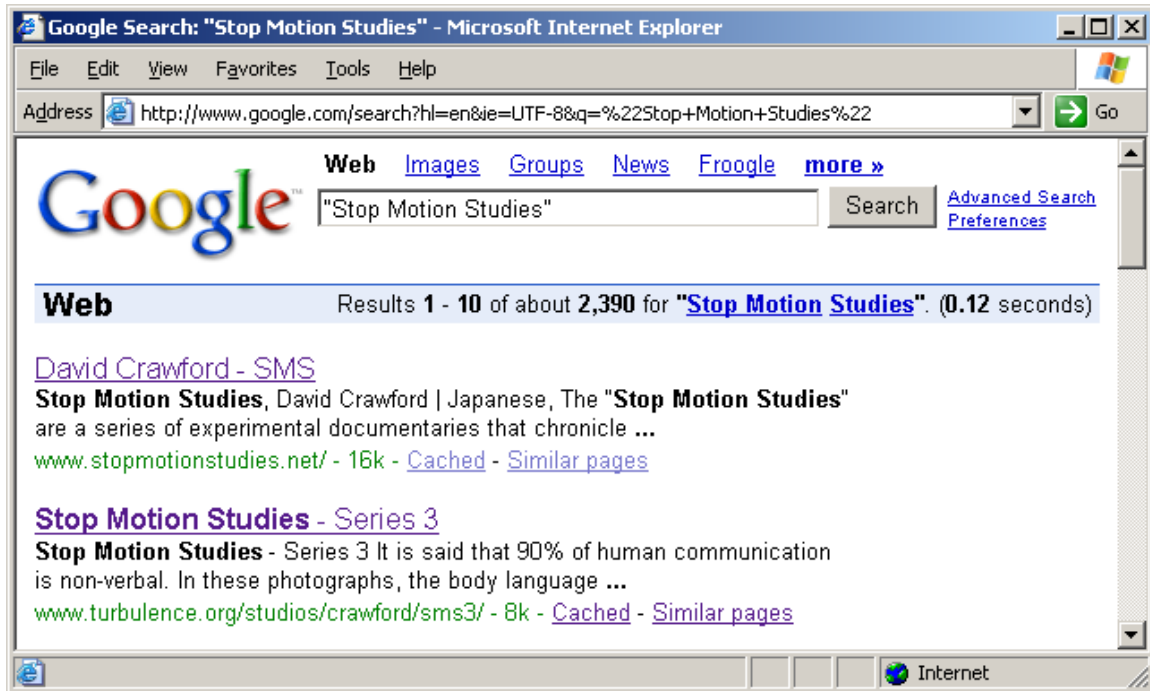 Google Search: "Stop Motion Studies" - Microsoft Internet Explorer
File Edit View Favorites Tools Help
Address http://www.google.com/search?hl=en&ie=UTF-8&q=%22Stop+Motion+Studies%22 Go
Web Images Groups News Froogle more »
Google™ "Stop Motion Studies" Search Advanced Search
Preferences
Web Results 1 - 10 of about 2,390 for "Stop Motion Studies". (0.12 seconds)
David Crawford - SMS
Stop Motion Studies, David Crawford | Japanese, The "Stop Motion Studies"
are a series of experimental documentaries that chronicle ...
www.stopmotionstudies.net/ - 16k - Cached - Similar pages
Stop Motion Studies - Series 3
Stop Motion Studies - Series 3 It is said that 90% of human communication
is non-verbal. In these photographs, the body language ...
www.turbulence.org/studios/crawford/sms3/ - 8k - Cached - Similar pages
Internet